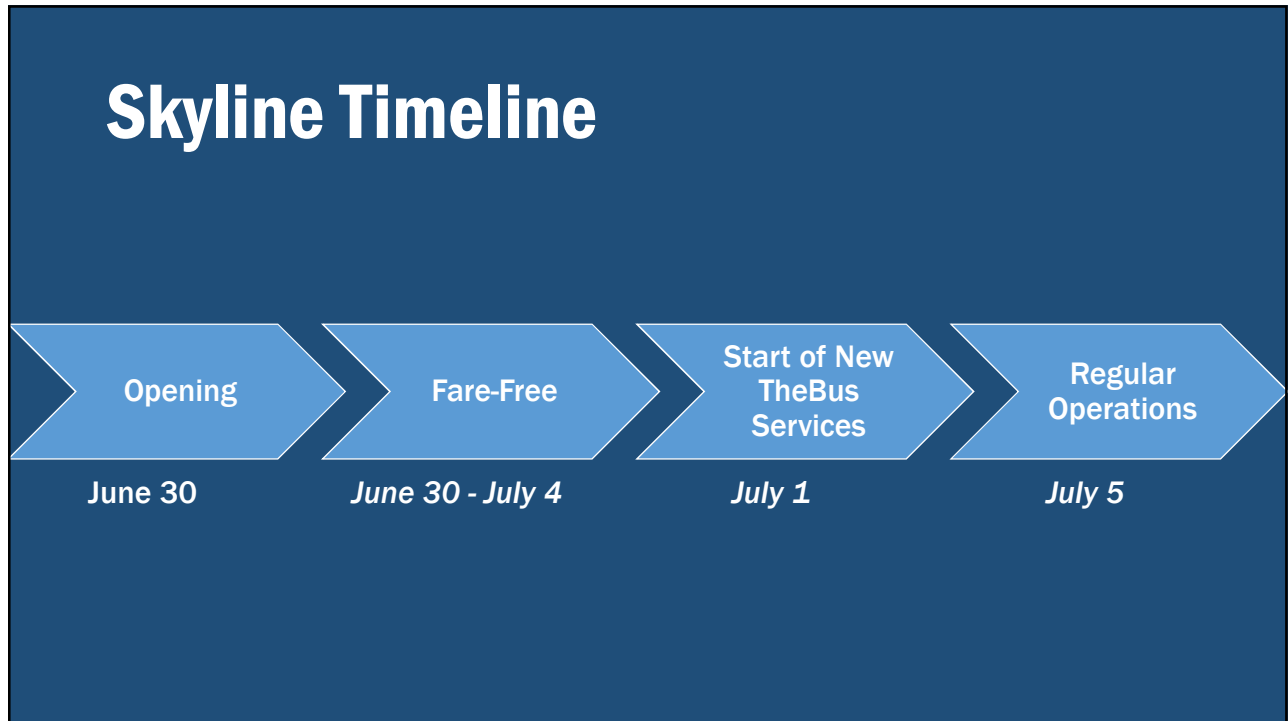 Skyline Timeline
Opening
Fare-Free
Start of New
TheBus
Services
Regular
Operations
June 30
June 30 - July 4
July 1
July 5